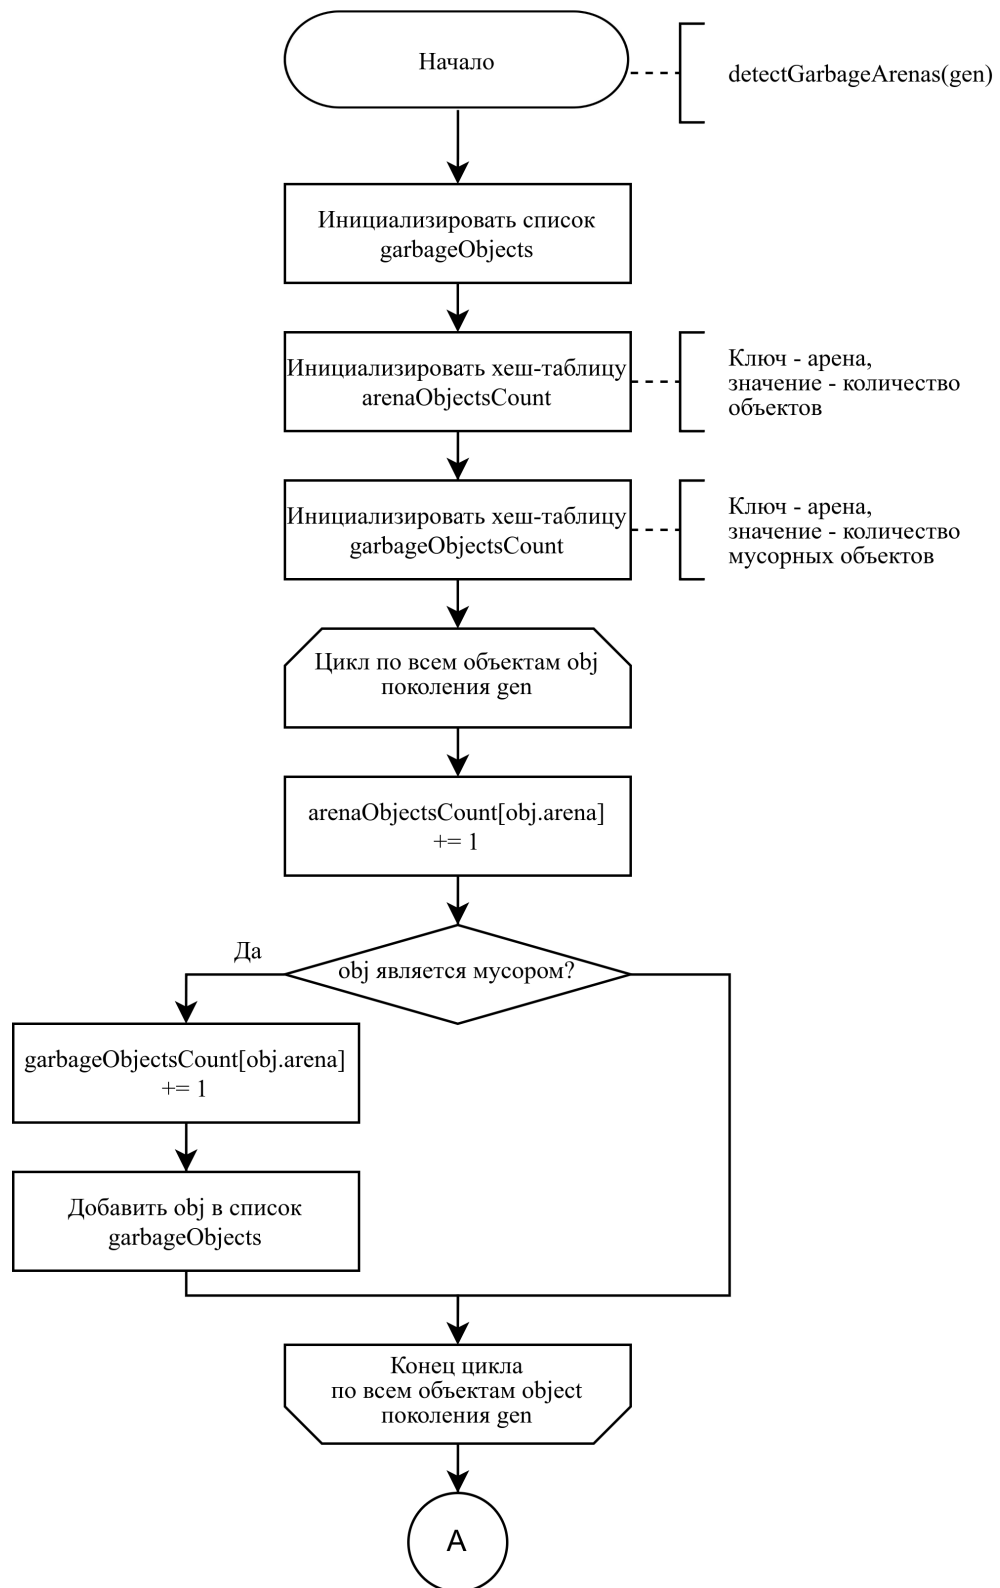 Начало
detectGarbageArenas(gen)
Инициализировать список
garbageObjects
Инициализировать хеш-таблицу
arenaObjectsCount
Ключ - арена,
значение - количество
объектов
Инициализировать хеш-таблицу
garbageObjectsCount
Ключ - арена,
значение - количество
мусорных объектов
Цикл по всем объектам obj
поколения gen
arenaObjectsCount[obj.arena]
+= 1
Да
obj является мусором?
garbageObjectsCount[obj.arena]
+= 1
Добавить obj в список
garbageObjects
Конец цикла
по всем объектам object
поколения gen
A